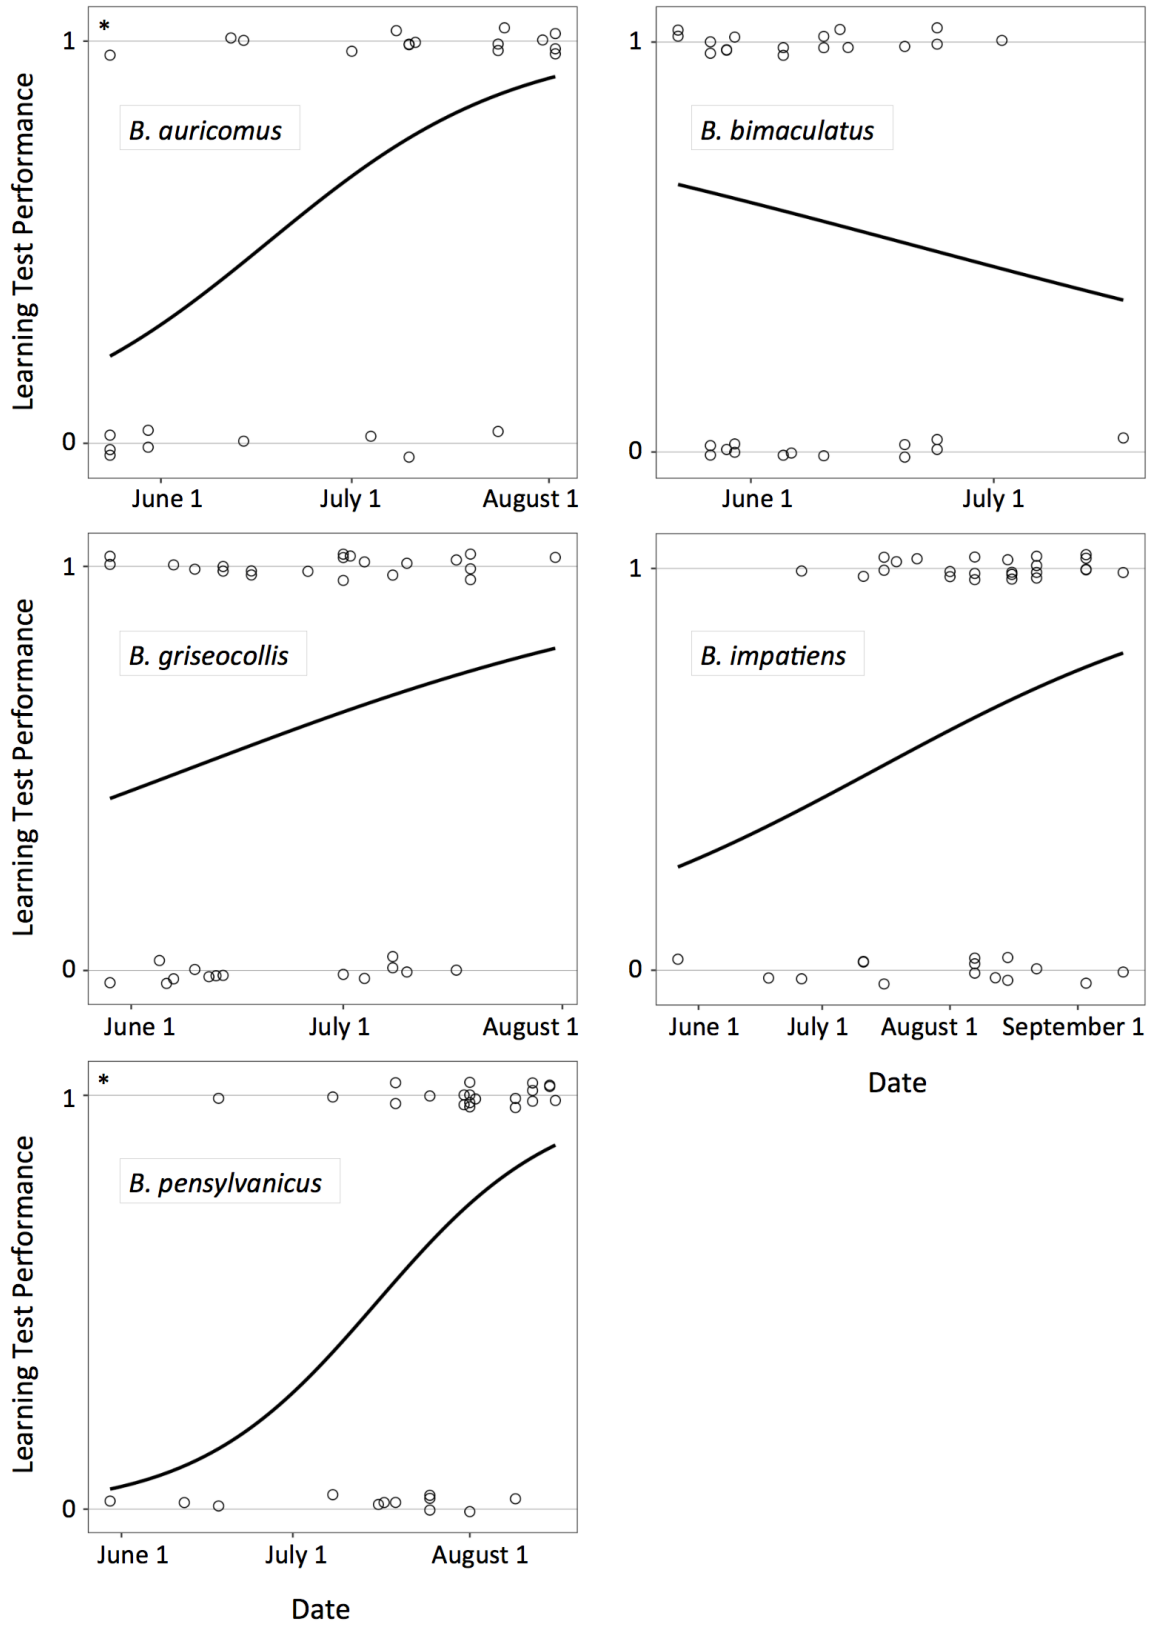 *
1
B. auricomus
0
Learning Test Performance
June 1 July 1 August 1
1
B. bimaculatus
0
June 1 July 1
1
B. griseocollis
0
Learning Test Performance
June 1 July 1 August 1
1
B. impatiens
0
June 1 July 1 August 1 September 1
Date
*
1
B. pensylvanicus
0
Learning Test Performance
June 1 July 1 August 1
Date